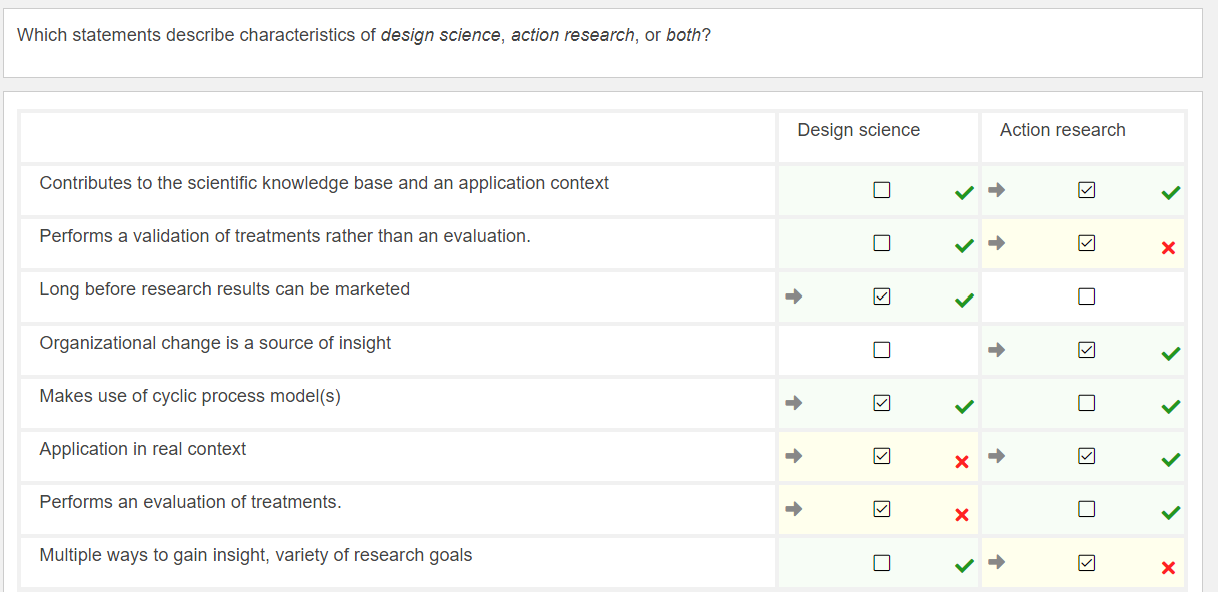 Which statements describe characteristics of design science, action research, or both?
Design science Action research
Contributes to the scientific knowledge base and an application context
Performs a validation of treatments rather than an evaluation.
Long before research results can be marketed
Organizational change is a source of insight
Makes use of cyclic process model(s)
Application in real context
Performs an evaluation of treatments.
Multiple ways to gain insight, variety of research goals